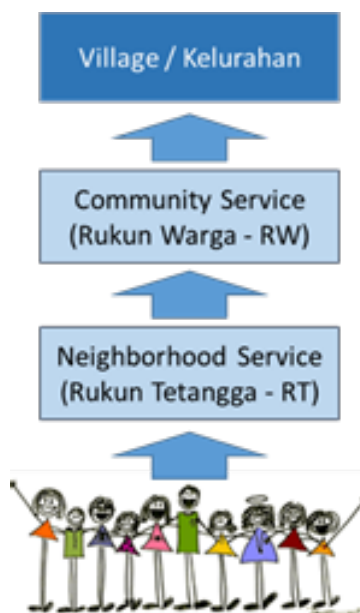 Village / Kelurahan
Community Service
(Rukun Warga - RW)
Neighborhood Service
(Rukun Tetangga - RT)